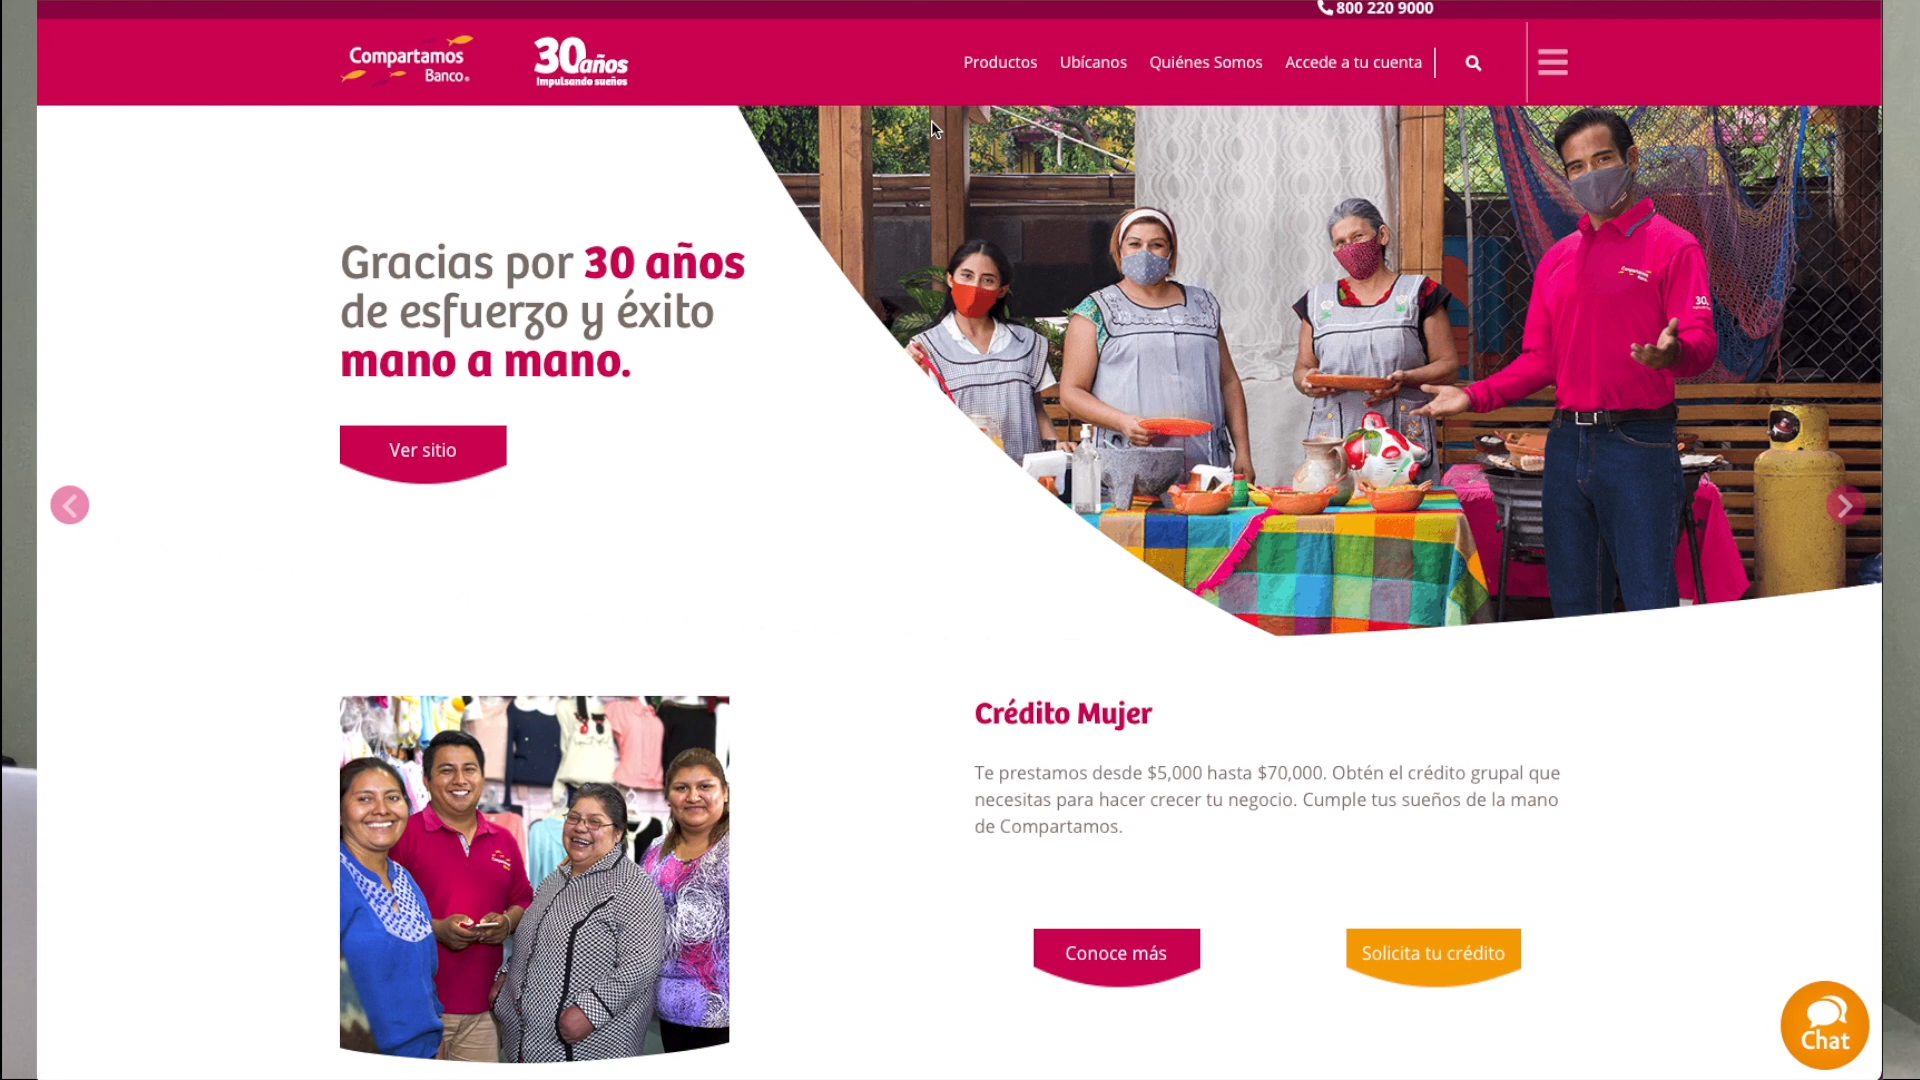 800 220 9000
Compartamos
Banco
30años
Impulsando sueños
Productos
Ubícanos
Quiénes Somos
Accede a tu cuenta
Gracias por 30 años
de esfuerzo y éxito
mano a mano.
Ver sitio
Crédito Mujer
Te prestamos desde $5,000 hasta $70,000. Obtén el crédito grupal que
necesitas para hacer crecer tu negocio. Cumple tus sueños de la mano
de Compartamos.
Conoce más
Solicita tu crédito
Chat